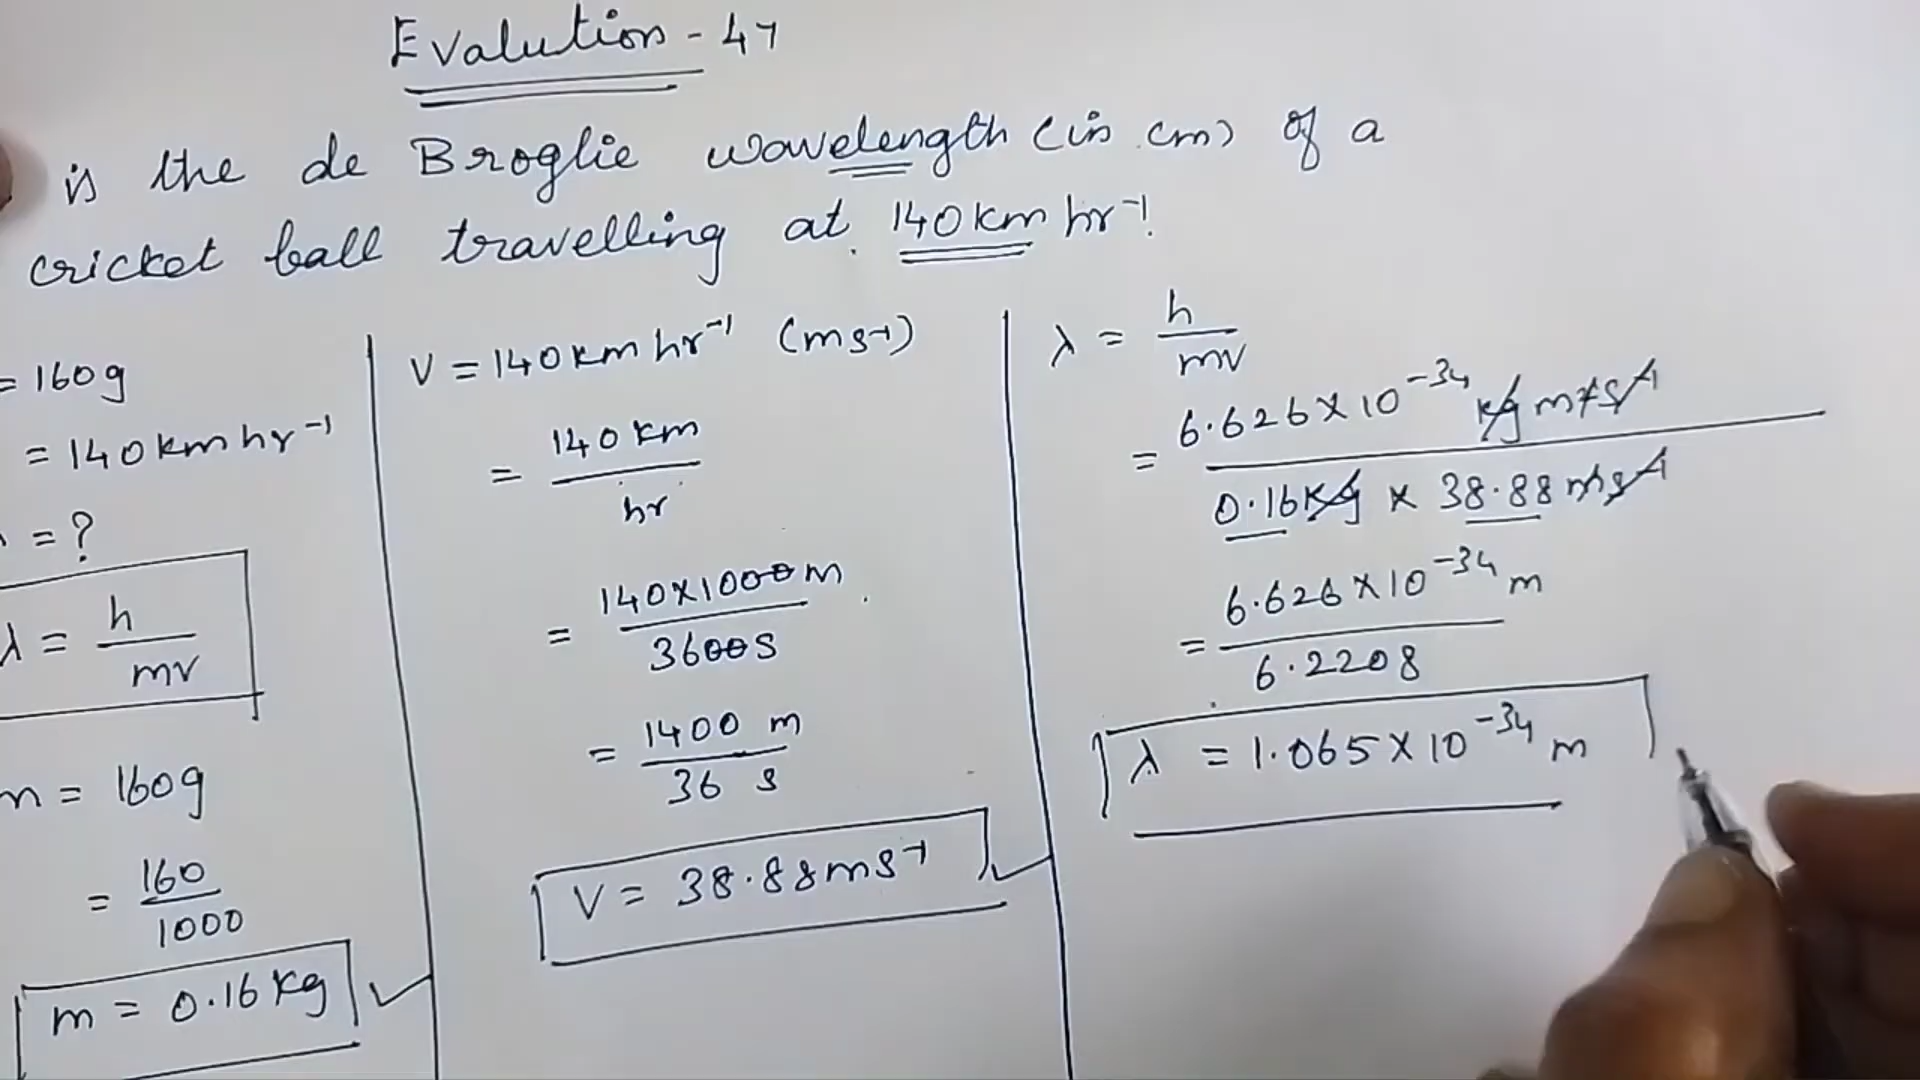 Evalution - 47
is the de Broglie wavelength (in cm) of a
cricket ball travelling at 140 km hr⁻¹.
= 160g
= 140 km hr⁻¹
= ?
λ = h / mv
m = 160g
= 160 / 1000
m = 0.16 kg
V = 140 km hr⁻¹ (ms⁻¹)
= 140 km / hr
= 140 × 1000 m / 3600 s
= 1400 m / 36 s
V = 38.88 ms⁻¹
λ = h / mv
= 6.626 × 10⁻³⁴ kg m² s⁻¹ / 0.16 kg × 38.88 m s⁻¹
= 6.626 × 10⁻³⁴ m / 6.2208
λ = 1.065 × 10⁻³⁴ m